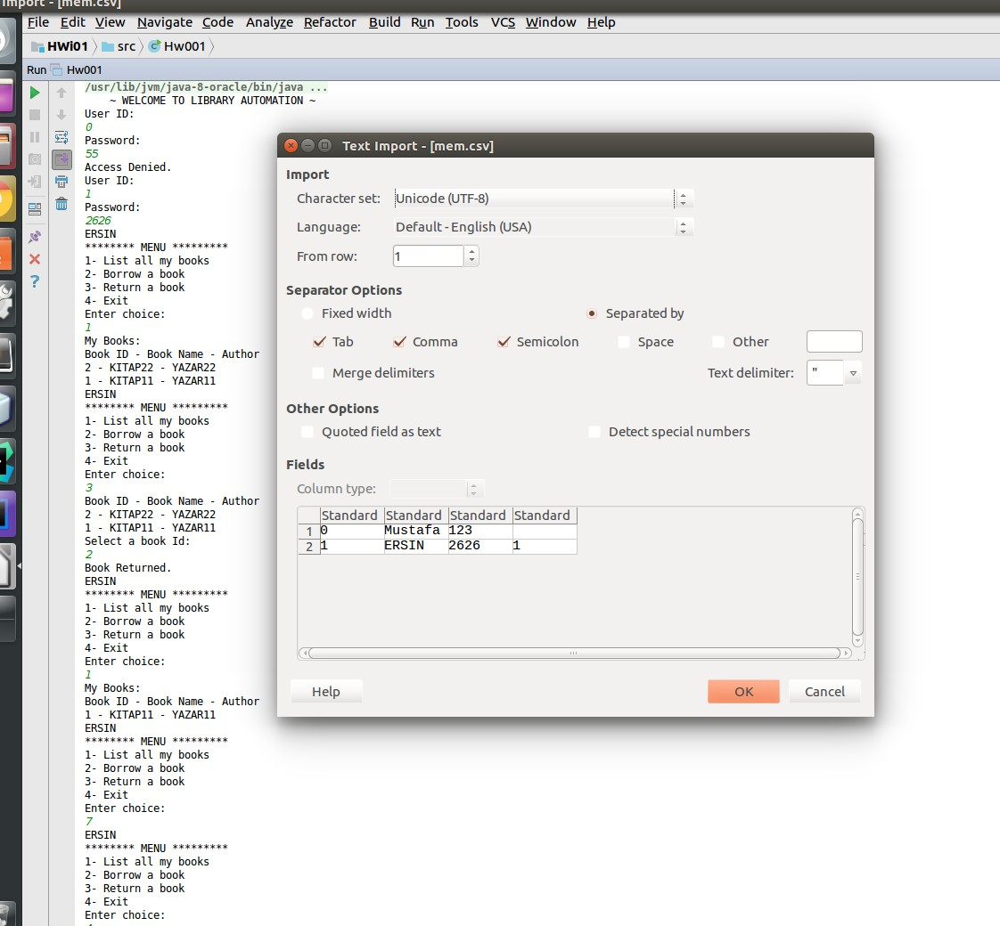 Import - [mem.csv]
File Edit View Navigate Code Analyze Refactor Build Run Tools VCS Window Help
HWi01 src Hw001
Run Hw001
/usr/lib/jvm/java-8-oracle/bin/java ...
~ WELCOME TO LIBRARY AUTOMATION ~
User ID:
0
Password:
55
Access Denied.
User ID:
1
Password:
2626
ERSIN
******** MENU *********
1- List all my books
2- Borrow a book
3- Return a book
4- Exit
Enter choice:
1
My Books:
Book ID - Book Name - Author
2 - KITAP22 - YAZAR22
1 - KITAP11 - YAZAR11
ERSIN
******** MENU *********
1- List all my books
2- Borrow a book
3- Return a book
4- Exit
Enter choice:
3
Book ID - Book Name - Author
2 - KITAP22 - YAZAR22
1 - KITAP11 - YAZAR11
Select a book Id:
2
Book Returned.
ERSIN
******** MENU *********
1- List all my books
2- Borrow a book
3- Return a book
4- Exit
Enter choice:
1
My Books:
Book ID - Book Name - Author
1 - KITAP11 - YAZAR11
ERSIN
******** MENU *********
1- List all my books
2- Borrow a book
3- Return a book
4- Exit
Enter choice:
7
ERSIN
******** MENU *********
1- List all my books
2- Borrow a book
3- Return a book
4- Exit
Enter choice:
Text Import - [mem.csv]
Import
Character set: Unicode (UTF-8)
Language: Default - English (USA)
From row: 1
Separator Options
Fixed width Separated by
Tab Comma Semicolon Space Other
Merge delimiters Text delimiter: "
Other Options
Quoted field as text Detect special numbers
Fields
Column type:
Standard Standard Standard Standard
1 0 Mustafa 123
2 1 ERSIN 2626 1
Help OK Cancel